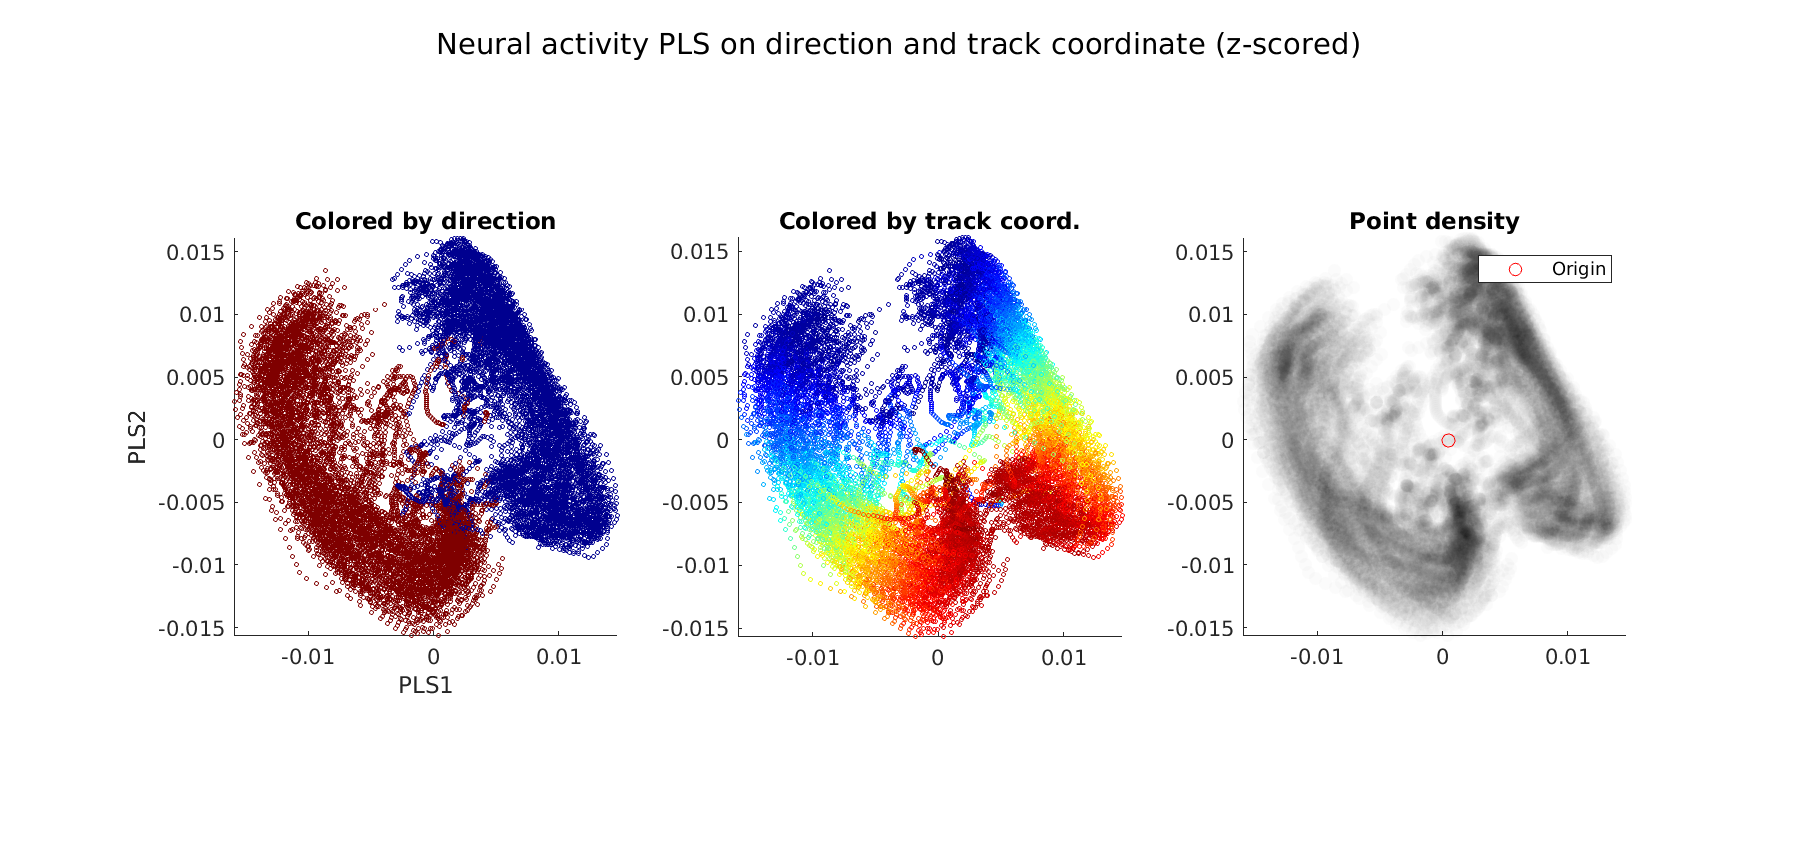 Neural activity PLS on direction and track coordinate (z-scored)
Colored by direction
0.015
0.01
0.005
0
-0.005
-0.01
-0.015
PLS2
-0.01 0 0.01
PLS1
Colored by track coord.
0.015
0.01
0.005
0
-0.005
-0.01
-0.015
-0.01 0 0.01
Point density
Origin
0.015
0.01
0.005
0
-0.005
-0.01
-0.015
-0.01 0 0.01